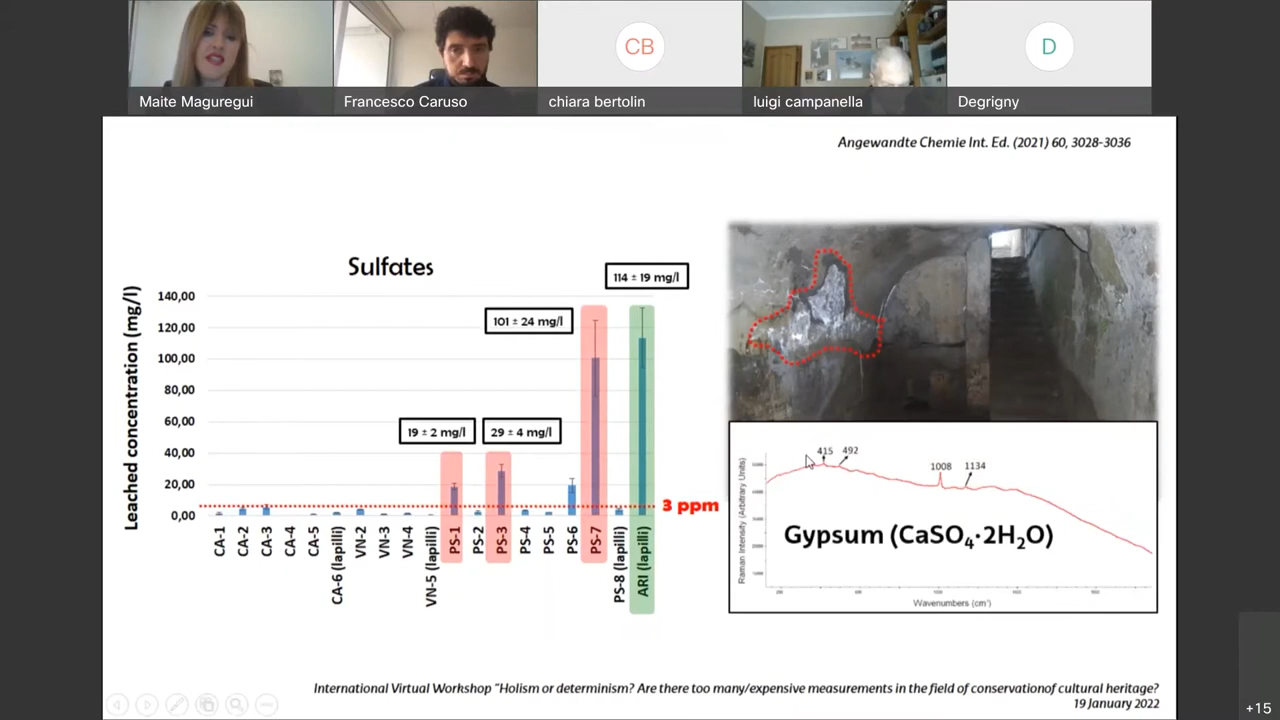 CB
D
Maite Maguregui
Francesco Caruso
chiara bertolin
luigi campanella
Degrigny
Angewandte Chemie Int. Ed. (2021) 60, 3028-3036
Sulfates
Leached concentration (mg/l)
140,00
120,00
100,00
80,00
60,00
40,00
20,00
0,00
114 ± 19 mg/l
101 ± 24 mg/l
19 ± 2 mg/l
29 ± 4 mg/l
3 ppm
CA-1
CA-2
CA-3
CA-4
CA-5
CA-6 (lapilli)
VN-2
VN-3
VN-4
VN-5 (lapilli)
PS-1
PS-2
PS-3
PS-4
PS-5
PS-6
PS-7
PS-8 (lapilli)
ARI (lapilli)
415
492
1008
1134
Raman Intensity (Arbitrary Units)
Gypsum (CaSO₄·2H₂O)
Wavenumbers (cm⁻¹)
International Virtual Workshop "Holism or determinism? Are there too many/expensive measurements in the field of conservationof cultural heritage?
19 January 2022
+15